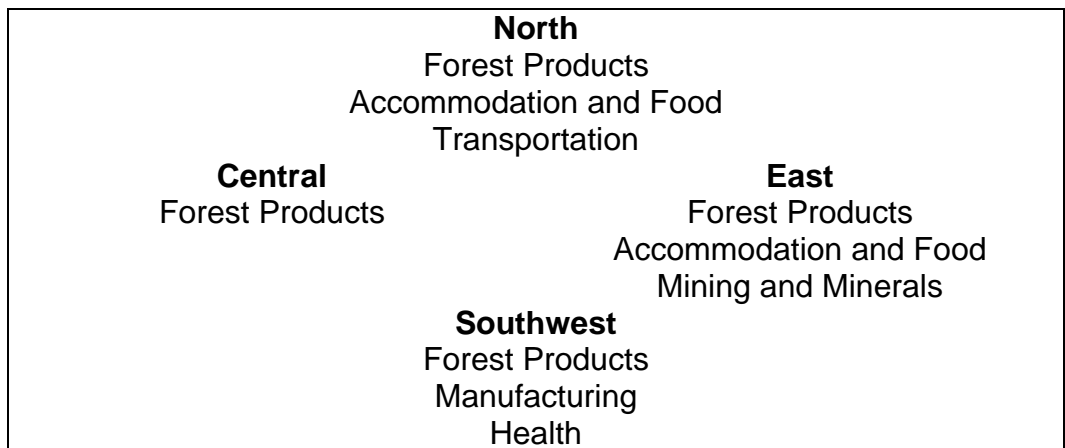 North
Forest Products
Accommodation and Food
Transportation
Central
Forest Products
East
Forest Products
Accommodation and Food
Mining and Minerals
Southwest
Forest Products
Manufacturing
Health